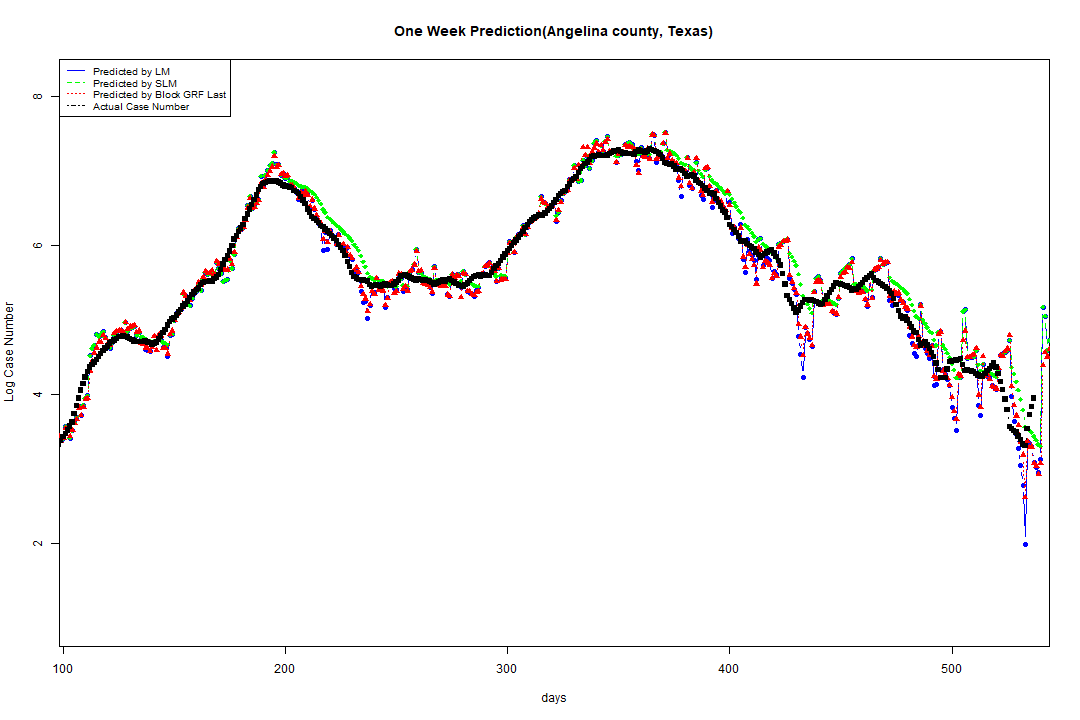 One Week Prediction(Angelina county, Texas)
Predicted by LM
Predicted by SLM
Predicted by Block GRF Last
Actual Case Number
Log Case Number
8
6
4
2
100 200 300 400 500
days